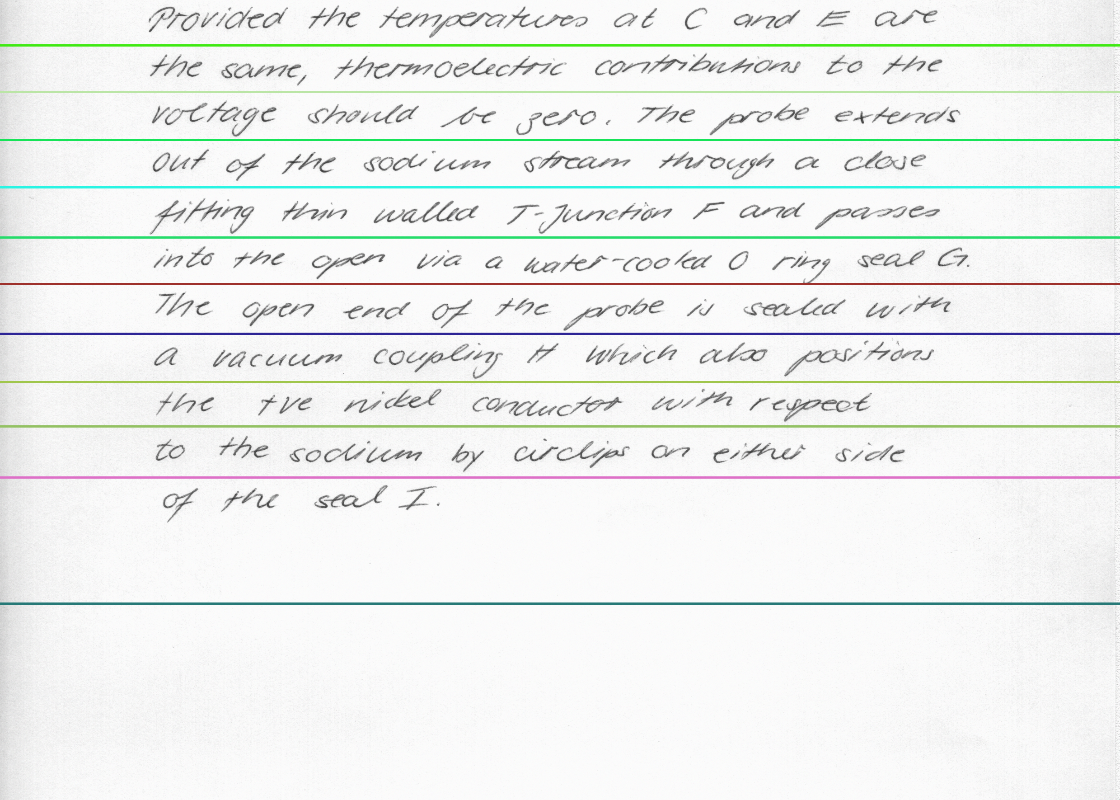 Provided the temperatures at C and E are
the same, thermoelectric contributions to the
voltage should be zero. The probe extends
out of the sodium stream through a close
fitting thin walled T-Junction F and passes
into the open via a water-cooled O ring seal G.
The open end of the probe is sealed with
a vacuum coupling H which also positions
the +ve nickel conductor with respect
to the sodium by circlips on either side
of the seal I.